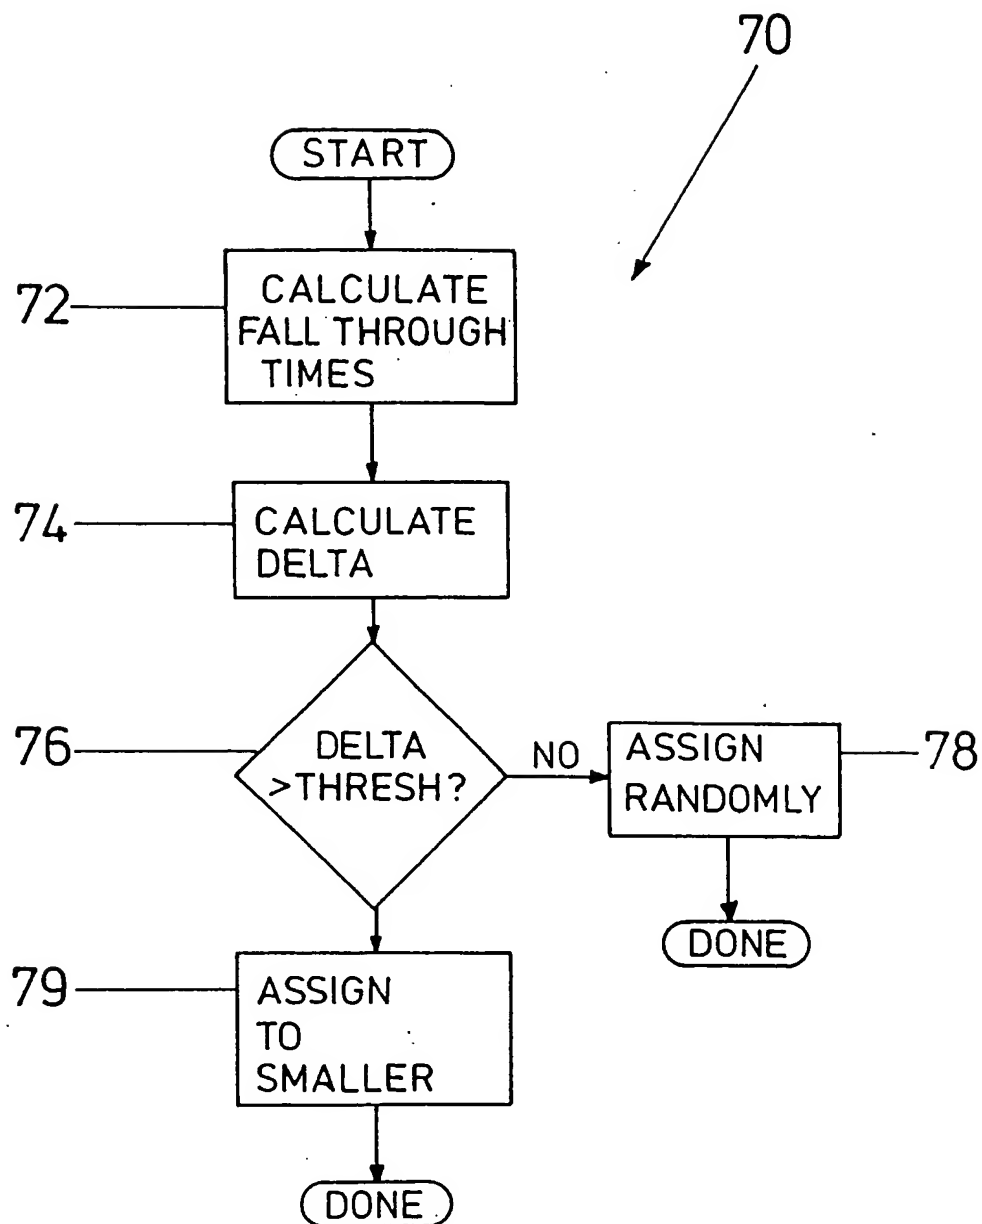 70
START
72
CALCULATE
FALL THROUGH
TIMES
74
CALCULATE
DELTA
76
DELTA
>THRESH?
NO
ASSIGN
RANDOMLY
78
DONE
79
ASSIGN
TO
SMALLER
DONE